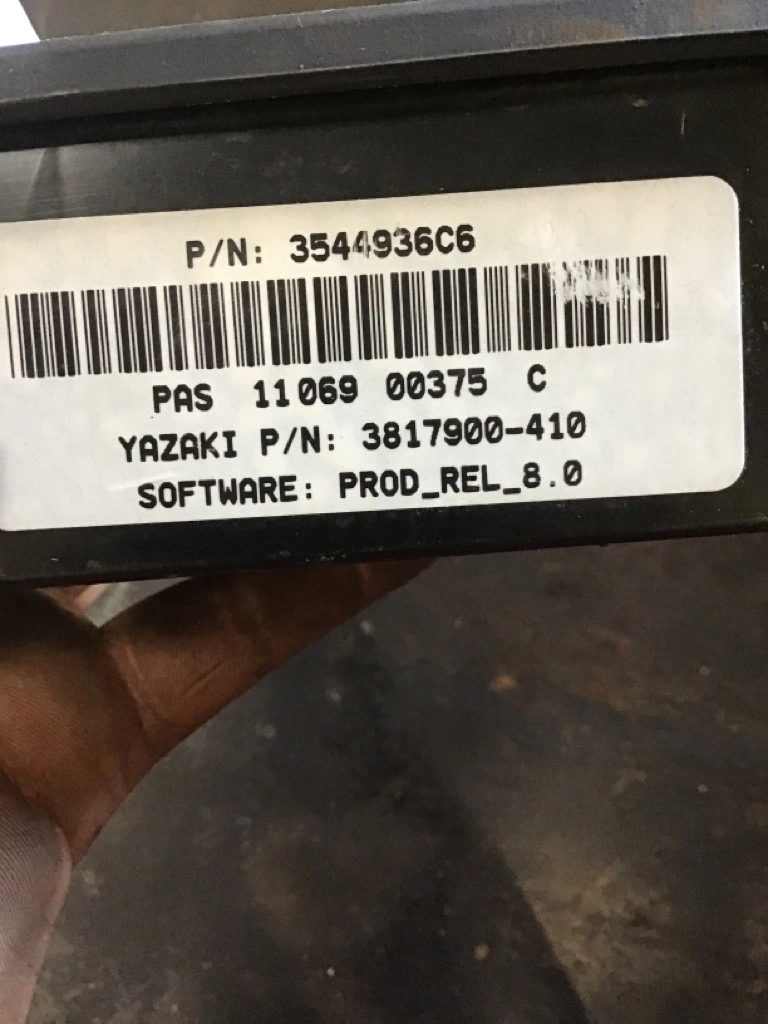 P/N: 3544936C6
PAS 11069 00375 C
YAZAKI P/N: 3817900-410
SOFTWARE: PROD_REL_8.0